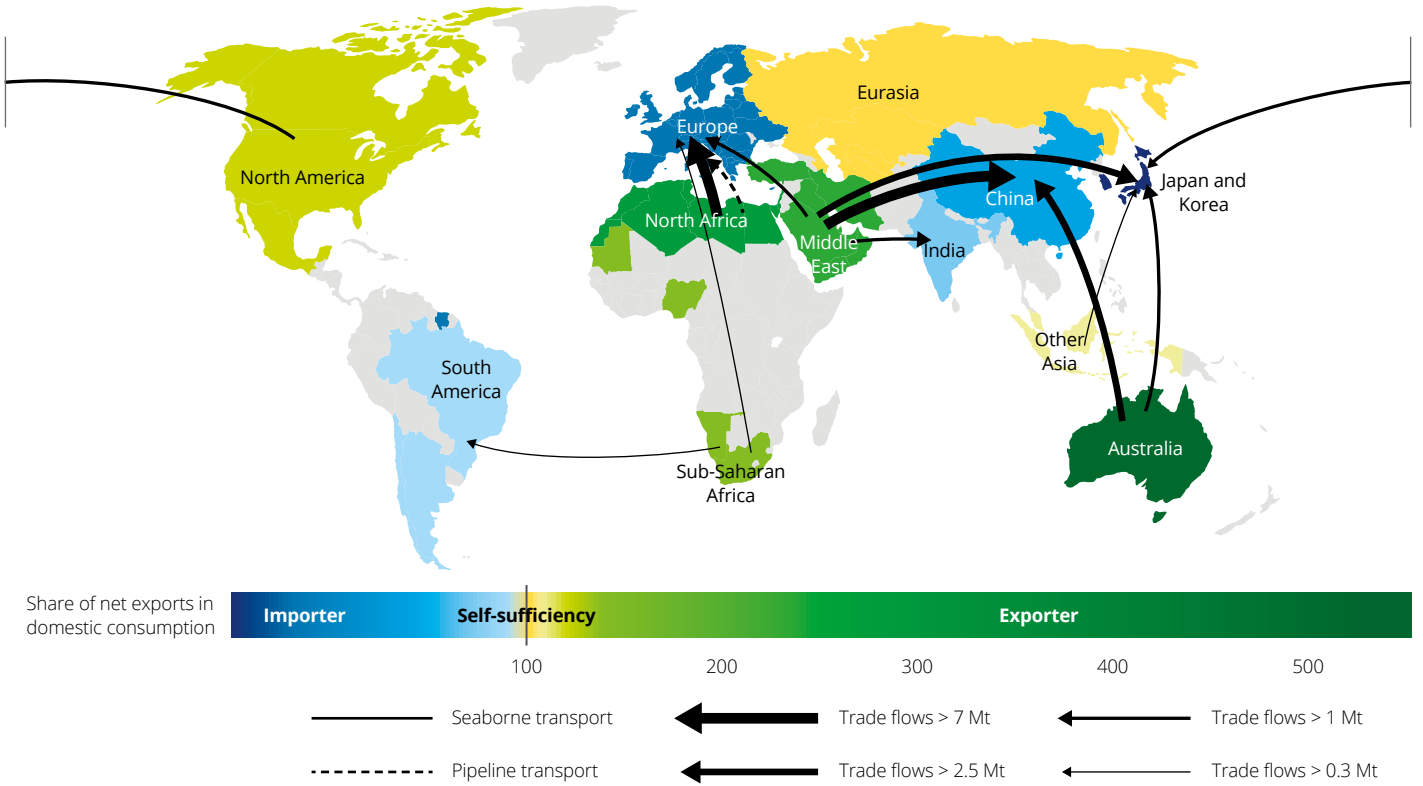 Eurasia
Europe
North America
Japan and
Korea
China
North Africa
Middle
East
India
Other
Asia
South
America
Australia
Sub-Saharan
Africa
Share of net exports in
domestic consumption
Importer
Self-sufficiency
Exporter
100
200
300
400
500
Seaborne transport
Trade flows > 7 Mt
Trade flows > 1 Mt
Pipeline transport
Trade flows > 2.5 Mt
Trade flows > 0.3 Mt